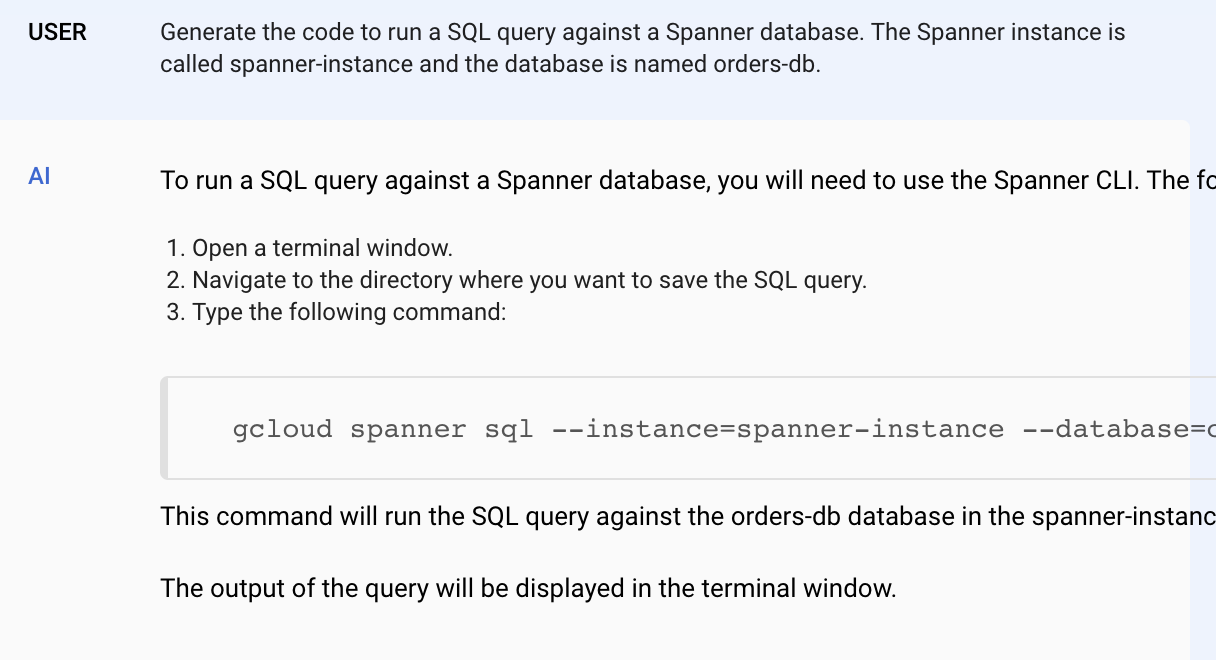 USER
Generate the code to run a SQL query against a Spanner database. The Spanner instance is
called spanner-instance and the database is named orders-db.
AI
To run a SQL query against a Spanner database, you will need to use the Spanner CLI. The fo
1. Open a terminal window.
2. Navigate to the directory where you want to save the SQL query.
3. Type the following command:
gcloud spanner sql --instance=spanner-instance --database=o
This command will run the SQL query against the orders-db database in the spanner-instanc
The output of the query will be displayed in the terminal window.